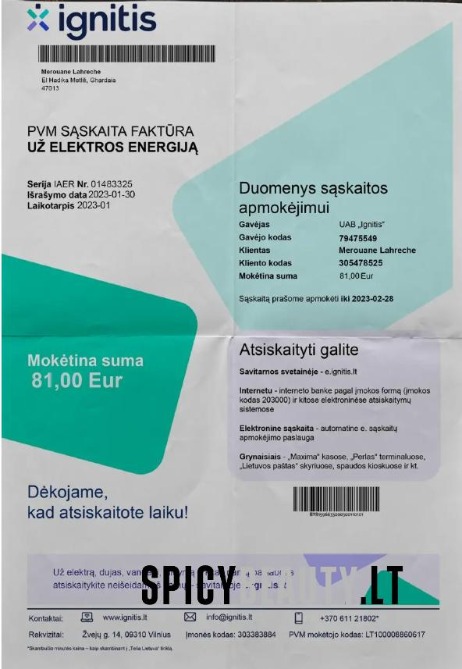 ignitis
Merouane Lahreche
El Hadika Matlili, Ghardaia
47013
PVM SĄSKAITA FAKTŪRA
UŽ ELEKTROS ENERGIJĄ
Serija IAER Nr. 01483325
Išrašymo data 2023-01-30
Laikotarpis 2023-01
Duomenys sąskaitos
apmokėjimui
Gavėjas UAB „Ignitis"
Gavėjo kodas 79475549
Klientas Merouane Lahreche
Kliento kodas 305478525
Mokėtina suma 81,00 Eur
Sąskaitą prašome apmokėti iki 2023-02-28
Mokėtina suma
81,00 Eur
Atsiskaityti galite
Savitarnos svetainėje - e.ignitis.lt
Internetu - interneto banke pagal įmokos formą (įmokos
kodas 203000) ir kitose elektroninėse atsiskaitymų
sistemose
Elektronine sąskaita - automatine e. sąskaitų
apmokėjimo paslauga
Grynaisiais - „Maxima" kasose, „Perlas" terminaluose,
„Lietuvos paštas" skyriuose, spaudos kioskuose ir kt.
Dėkojame,
kad atsiskaitote laiku!
Už elektrą, dujas,
atsiskaitykite neišeidami iš
SPICY .LT
Kontaktai: www.ignitis.lt info@ignitis.lt +370 611 21802*
Rekvizitai: Žvejų g. 14, 09310 Vilnius Įmonės kodas: 303383884 PVM mokėtojo kodas: LT100008860617